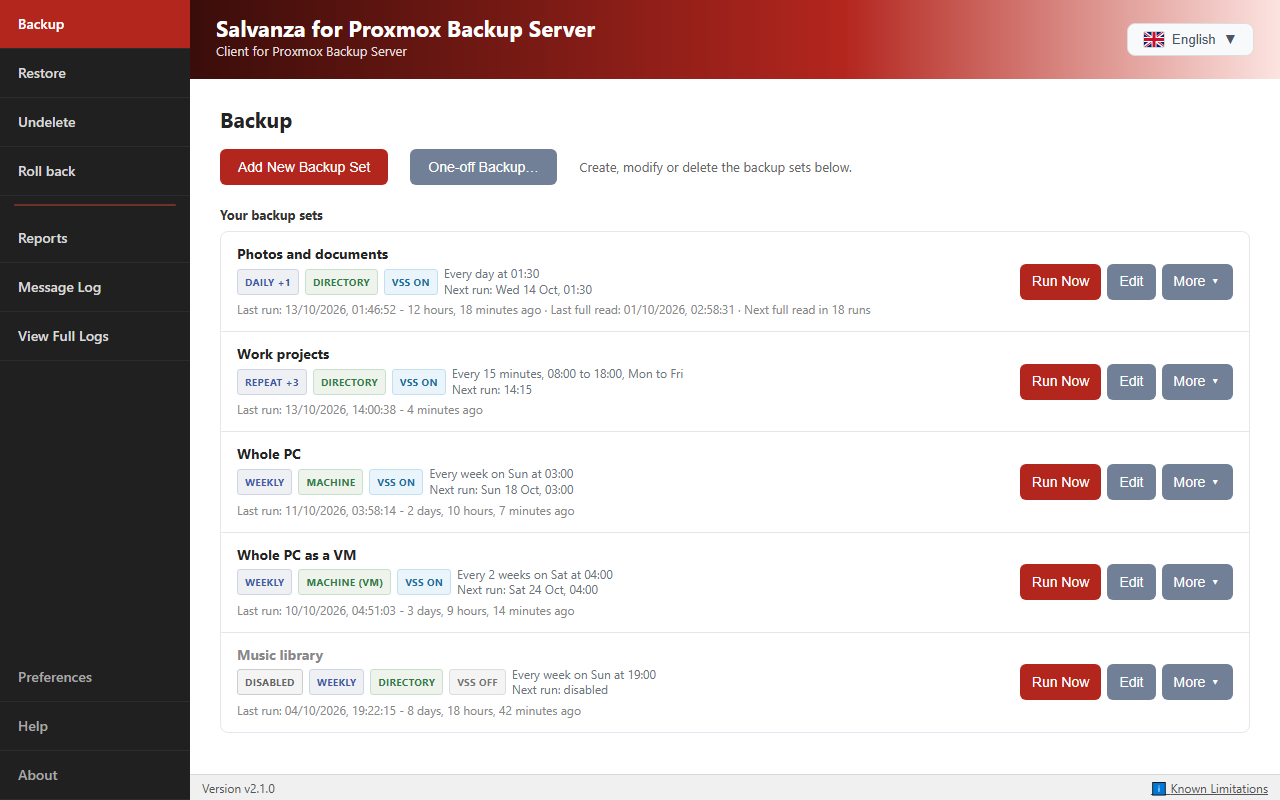 Backup
Restore
Undelete
Roll back
Reports
Message Log
View Full Logs
Preferences
Help
About
Salvanza for Proxmox Backup Server
Client for Proxmox Backup Server
English ▼
Backup
Add New Backup Set
One-off Backup...
Create, modify or delete the backup sets below.
Your backup sets
Photos and documents
DAILY +1 DIRECTORY VSS ON
Every day at 01:30
Next run: Wed 14 Oct, 01:30
Last run: 13/10/2026, 01:46:52 - 12 hours, 18 minutes ago · Last full read: 01/10/2026, 02:58:31 · Next full read in 18 runs
Run Now Edit More ▾
Work projects
REPEAT +3 DIRECTORY VSS ON
Every 15 minutes, 08:00 to 18:00, Mon to Fri
Next run: 14:15
Last run: 13/10/2026, 14:00:38 - 4 minutes ago
Run Now Edit More ▾
Whole PC
WEEKLY MACHINE VSS ON
Every week on Sun at 03:00
Next run: Sun 18 Oct, 03:00
Last run: 11/10/2026, 03:58:14 - 2 days, 10 hours, 7 minutes ago
Run Now Edit More ▾
Whole PC as a VM
WEEKLY MACHINE (VM) VSS ON
Every 2 weeks on Sat at 04:00
Next run: Sat 24 Oct, 04:00
Last run: 10/10/2026, 04:51:03 - 3 days, 9 hours, 14 minutes ago
Run Now Edit More ▾
Music library
DISABLED WEEKLY DIRECTORY VSS OFF
Every week on Sun at 19:00
Next run: disabled
Last run: 04/10/2026, 19:22:15 - 8 days, 18 hours, 42 minutes ago
Run Now Edit More ▾
Version v2.1.0
i Known Limitations